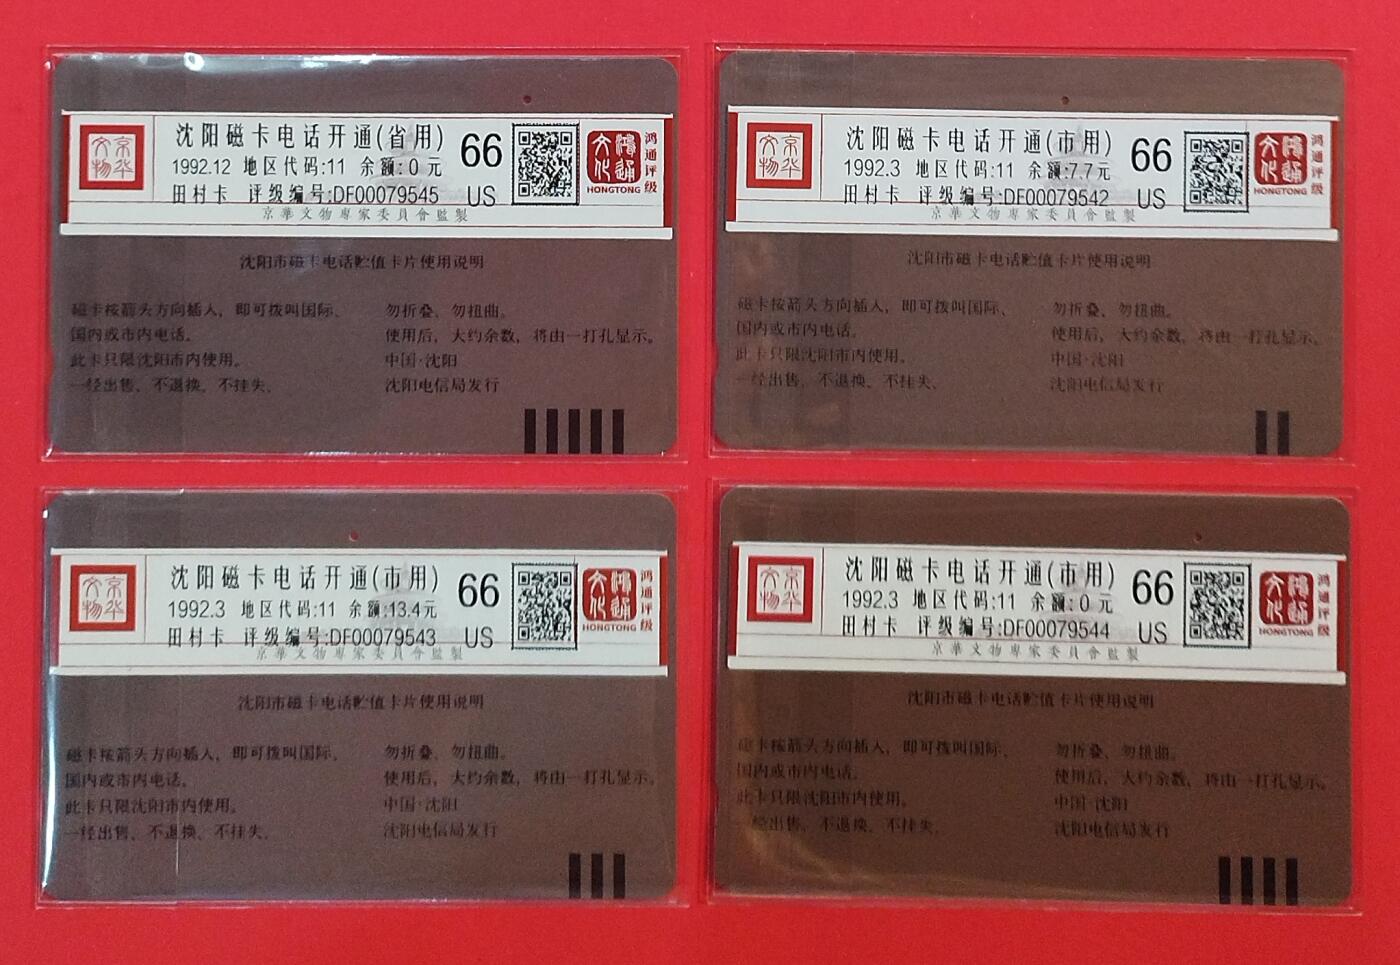 京华文物
沈阳磁卡电话开通(省用)
1992.12 地区代码:11 余额:0 元
田村卡 评级编号:DF00079545
66
US
鸿通文化
HONGTONG
鸿通评级
京華文物專家委員會監製
沈阳市磁卡电话贮值卡片使用说明
磁卡按箭头方向插入，即可拨叫国际、
国内或市内电话。
此卡只限沈阳市内使用。
一经出售、不退换、不挂失、
勿折叠、勿扭曲。
使用后，大约余数，将由一打孔显示。
中国·沈阳
沈阳电信局发行
京华文物
沈阳磁卡电话开通(市用)
1992.3 地区代码:11 余额:7.7元
田村卡 评级编号:DF00079542
66
US
鸿通文化
HONGTONG
鸿通评级
京華文物專家委員會監製
沈阳市磁卡电话贮值卡片使用说明
磁卡按箭头方向插入，即可拨叫国际、
国内或市内电话。
此卡只限沈阳市内使用。
一经出售、不退换、不挂失、
勿折叠、勿扭曲。
使用后，大约余数，将由一打孔显示。
中国·沈阳
沈阳电信局发行
京华文物
沈阳磁卡电话开通(市用)
1992.3 地区代码:11 余额:13.4元
田村卡 评级编号:DF00079543
66
US
鸿通文化
HONGTONG
鸿通评级
京華文物專家委員會監製
沈阳市磁卡电话贮值卡片使用说明
磁卡按箭头方向插入，即可拨叫国际、
国内或市内电话。
此卡只限沈阳市内使用。
一经出售、不退换、不挂失、
勿折叠、勿扭曲。
使用后，大约余数，将由一打孔显示。
中国·沈阳
沈阳电信局发行
京华文物
沈阳磁卡电话开通(市用)
1992.3 地区代码:11 余额:0 元
田村卡 评级编号:DF00079544
66
US
鸿通文化
HONGTONG
鸿通评级
京華文物專家委員會監製
沈阳市磁卡电话贮值卡片使用说明
磁卡按箭头方向插入，即可拨叫国际、
国内或市内电话。
此卡只限沈阳市内使用。
一经出售、不退换、不挂失、
勿折叠、勿扭曲。
使用后，大约余数，将由一打孔显示。
中国·沈阳
沈阳电信局发行